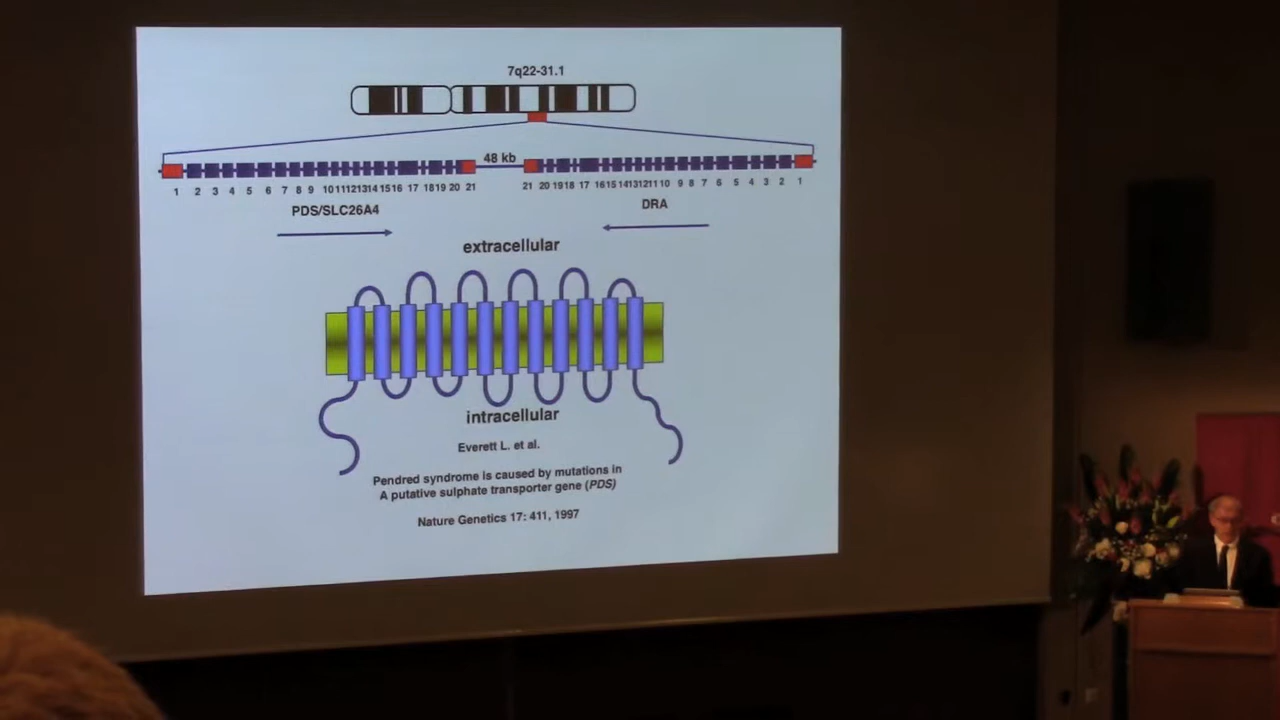 7q22-31.1
48 kb
1 2 3 4 5 6 7 8 9 10 11 12 13 14 15 16 17 18 19 20 21
21 20 19 18 17 16 15 14 13 12 11 10 9 8 7 6 5 4 3 2 1
PDS/SLC26A4
DRA
extracellular
intracellular
Everett L. et al.
Pendred syndrome is caused by mutations in
A putative sulphate transporter gene (PDS)
Nature Genetics 17: 411, 1997